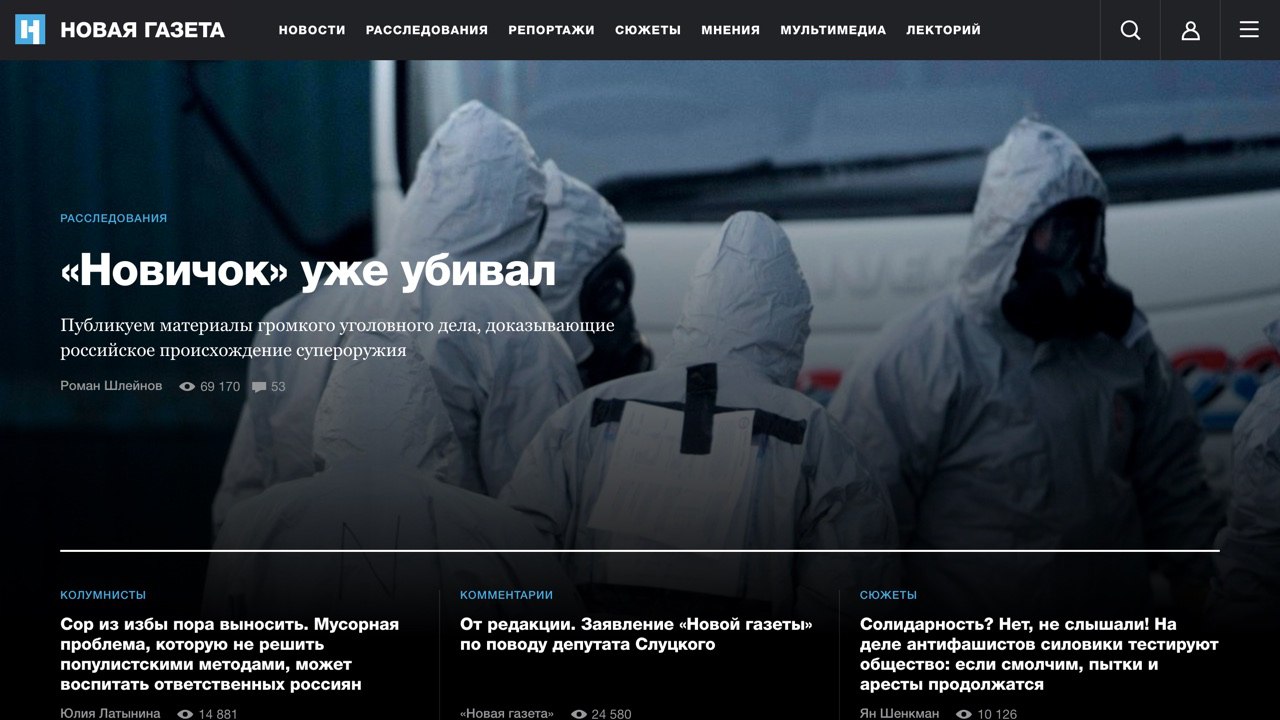 НОВАЯ ГАЗЕТА
НОВОСТИ РАССЛЕДОВАНИЯ РЕПОРТАЖИ СЮЖЕТЫ МНЕНИЯ МУЛЬТИМЕДИА ЛЕКТОРИЙ
РАССЛЕДОВАНИЯ
«Новичок» уже убивал
Публикуем материалы громкого уголовного дела, доказывающие
российское происхождение супероружия
Роман Шлейнов 69 170 53
КОЛУМНИСТЫ
Сор из избы пора выносить. Мусорная
проблема, которую не решить
популистскими методами, может
воспитать ответственных россиян
Юлия Латынина 14 881
КОММЕНТАРИИ
От редакции. Заявление «Новой газеты»
по поводу депутата Слуцкого
«Новая газета» 24 580
СЮЖЕТЫ
Солидарность? Нет, не слышали! На
деле антифашистов силовики тестируют
общество: если смолчим, пытки и
аресты продолжатся
Ян Шенкман 10 126